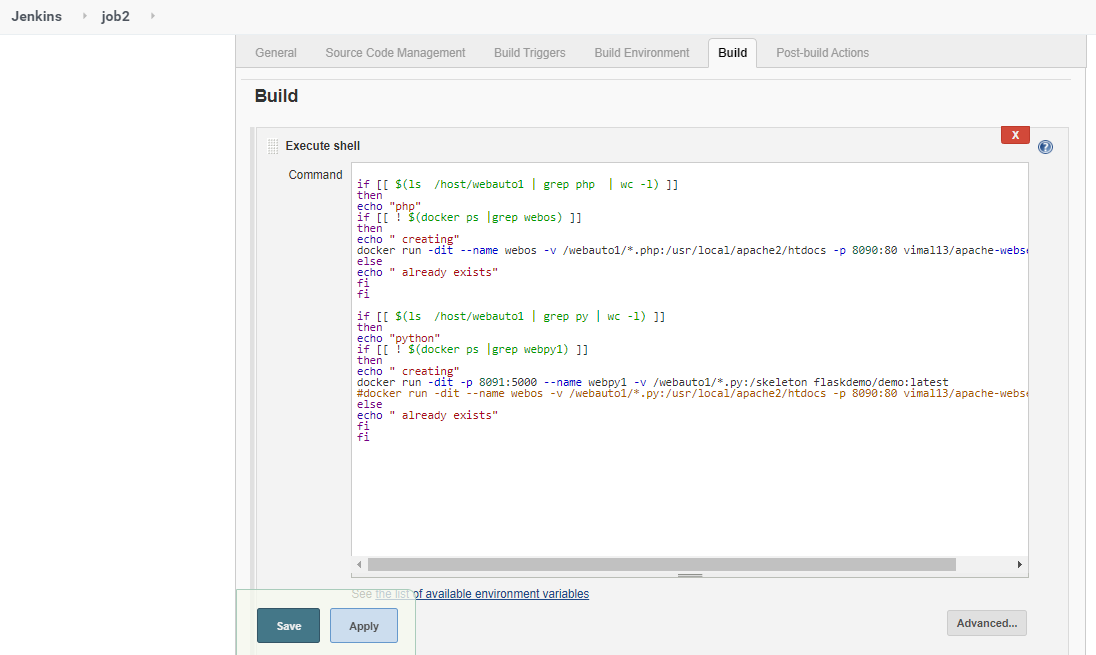 Jenkins job2
General Source Code Management Build Triggers Build Environment Build Post-build Actions
Build
X
Execute shell
Command
if [[ $(ls  /host/webauto1 | grep php  | wc -l) ]]
then
echo "php"
if [[ ! $(docker ps |grep webos) ]]
then
echo " creating"
docker run -dit --name webos -v /webauto1/*.php:/usr/local/apache2/htdocs -p 8090:80 vimal13/apache-webse
else
echo " already exists"
fi
fi
if [[ $(ls  /host/webauto1 | grep py | wc -l) ]]
then
echo "python"
if [[ ! $(docker ps |grep webpy1) ]]
then
echo " creating"
docker run -dit -p 8091:5000 --name webpy1 -v /webauto1/*.py:/skeleton flaskdemo/demo:latest
#docker run -dit --name webos -v /webauto1/*.py:/usr/local/apache2/htdocs -p 8090:80 vimal13/apache-webse
else
echo " already exists"
fi
fi
See the list of available environment variables
Save Apply
Advanced...